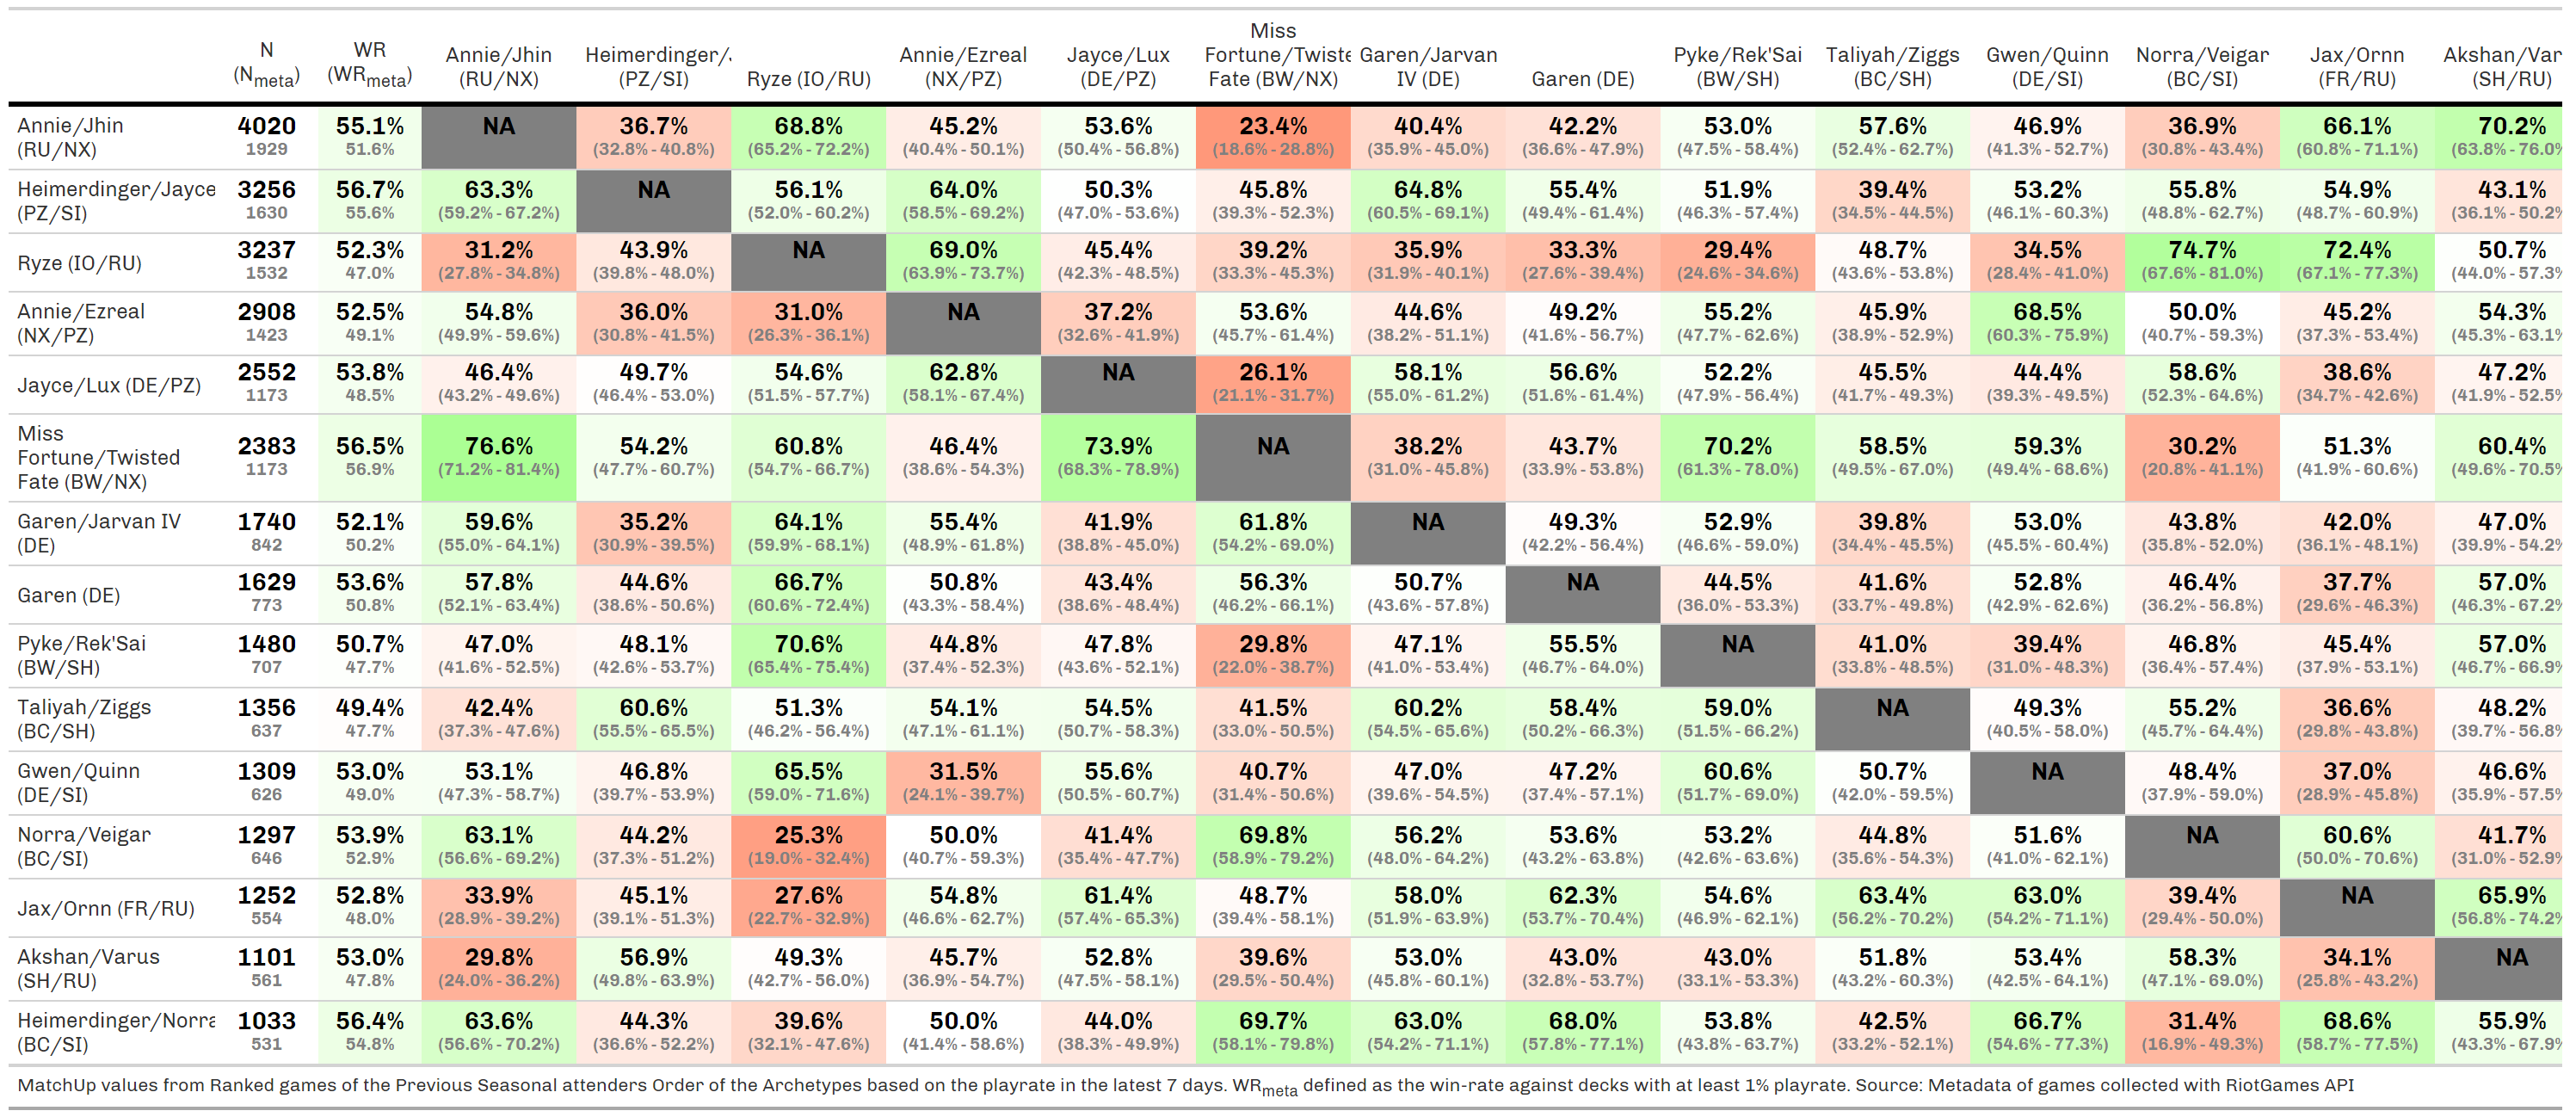 N (Nmeta) WR (WRmeta) Annie/Jhin (RU/NX) Heimerdinger/J (PZ/SI) Ryze (IO/RU) Annie/Ezreal (NX/PZ) Jayce/Lux (DE/PZ) Miss Fortune/Twiste Fate (BW/NX) Garen/Jarvan IV (DE) Garen (DE) Pyke/Rek'Sai (BW/SH) Taliyah/Ziggs (BC/SH) Gwen/Quinn (DE/SI) Norra/Veigar (BC/SI) Jax/Ornn (FR/RU) Akshan/Var (SH/RU)
Annie/Jhin 4020 55.1% NA 36.7% 68.8% 45.2% 53.6% 23.4% 40.4% 42.2% 53.0% 57.6% 46.9% 36.9% 66.1% 70.2%
(RU/NX) 1929 51.6% (32.8% - 40.8%) (65.2% - 72.2%) (40.4% - 50.1%) (50.4% - 56.8%) (18.6% - 28.8%) (35.9% - 45.0%) (36.6% - 47.9%) (47.5% - 58.4%) (52.4% - 62.7%) (41.3% - 52.7%) (30.8% - 43.4%) (60.8% - 71.1%) (63.8% - 76.0%
Heimerdinger/Jayce 3256 56.7% 63.3% NA 56.1% 64.0% 50.3% 45.8% 64.8% 55.4% 51.9% 39.4% 53.2% 55.8% 54.9% 43.1%
(PZ/SI) 1630 55.6% (59.2% - 67.2%) (52.0% - 60.2%) (58.5% - 69.2%) (47.0% - 53.6%) (39.3% - 52.3%) (60.5% - 69.1%) (49.4% - 61.4%) (46.3% - 57.4%) (34.5% - 44.5%) (46.1% - 60.3%) (48.8% - 62.7%) (48.7% - 60.9%) (36.1% - 50.2%
Ryze (IO/RU) 3237 52.3% 31.2% 43.9% NA 69.0% 45.4% 39.2% 35.9% 33.3% 29.4% 48.7% 34.5% 74.7% 72.4% 50.7%
1532 47.0% (27.8% - 34.8%) (39.8% - 48.0%) (63.9% - 73.7%) (42.3% - 48.5%) (33.3% - 45.3%) (31.9% - 40.1%) (27.6% - 39.4%) (24.6% - 34.6%) (43.6% - 53.8%) (28.4% - 41.0%) (67.6% - 81.0%) (67.1% - 77.3%) (44.0% - 57.3%
Annie/Ezreal 2908 52.5% 54.8% 36.0% 31.0% NA 37.2% 53.6% 44.6% 49.2% 55.2% 45.9% 68.5% 50.0% 45.2% 54.3%
(NX/PZ) 1423 49.1% (49.9% - 59.6%) (30.8% - 41.5%) (26.3% - 36.1%) (32.6% - 41.9%) (45.7% - 61.4%) (38.2% - 51.1%) (41.6% - 56.7%) (47.7% - 62.6%) (38.9% - 52.9%) (60.3% - 75.9%) (40.7% - 59.3%) (37.3% - 53.4%) (45.3% - 63.1%
Jayce/Lux (DE/PZ) 2552 53.8% 46.4% 49.7% 54.6% 62.8% NA 26.1% 58.1% 56.6% 52.2% 45.5% 44.4% 58.6% 38.6% 47.2%
1173 48.5% (43.2% - 49.6%) (46.4% - 53.0%) (51.5% - 57.7%) (58.1% - 67.4%) (21.1% - 31.7%) (55.0% - 61.2%) (51.6% - 61.4%) (47.9% - 56.4%) (41.7% - 49.3%) (39.3% - 49.5%) (52.3% - 64.6%) (34.7% - 42.6%) (41.9% - 52.5%
Miss
Fortune/Twisted 2383 56.5% 76.6% 54.2% 60.8% 46.4% 73.9% NA 38.2% 43.7% 70.2% 58.5% 59.3% 30.2% 51.3% 60.4%
Fate (BW/NX) 1173 56.9% (71.2% - 81.4%) (47.7% - 60.7%) (54.7% - 66.7%) (38.6% - 54.3%) (68.3% - 78.9%) (31.0% - 45.8%) (33.9% - 53.8%) (61.3% - 78.0%) (49.5% - 67.0%) (49.4% - 68.6%) (20.8% - 41.1%) (41.9% - 60.6%) (49.6% - 70.5%
Garen/Jarvan IV 1740 52.1% 59.6% 35.2% 64.1% 55.4% 41.9% 61.8% NA 49.3% 52.9% 39.8% 53.0% 43.8% 42.0% 47.0%
(DE) 842 50.2% (55.0% - 64.1%) (30.9% - 39.5%) (59.9% - 68.1%) (48.9% - 61.8%) (38.8% - 45.0%) (54.2% - 69.0%) (42.2% - 56.4%) (46.6% - 59.0%) (34.4% - 45.5%) (45.5% - 60.4%) (35.8% - 52.0%) (36.1% - 48.1%) (39.9% - 54.2%
Garen (DE) 1629 53.6% 57.8% 44.6% 66.7% 50.8% 43.4% 56.3% 50.7% NA 44.5% 41.6% 52.8% 46.4% 37.7% 57.0%
773 50.8% (52.1% - 63.4%) (38.6% - 50.6%) (60.6% - 72.4%) (43.3% - 58.4%) (38.6% - 48.4%) (46.2% - 66.1%) (43.6% - 57.8%) (36.0% - 53.3%) (33.7% - 49.8%) (42.9% - 62.6%) (36.2% - 56.8%) (29.6% - 46.3%) (46.3% - 67.2%
Pyke/Rek'Sai 1480 50.7% 47.0% 48.1% 70.6% 44.8% 47.8% 29.8% 47.1% 55.5% NA 41.0% 39.4% 46.8% 45.4% 57.0%
(BW/SH) 707 47.7% (41.6% - 52.5%) (42.6% - 53.7%) (65.4% - 75.4%) (37.4% - 52.3%) (43.6% - 52.1%) (22.0% - 38.7%) (41.0% - 53.4%) (46.7% - 64.0%) (33.8% - 48.5%) (31.0% - 48.3%) (36.4% - 57.4%) (37.9% - 53.1%) (46.7% - 66.9%
Taliyah/Ziggs 1356 49.4% 42.4% 60.6% 51.3% 54.1% 54.5% 41.5% 60.2% 58.4% 59.0% NA 49.3% 55.2% 36.6% 48.2%
(BC/SH) 637 47.7% (37.3% - 47.6%) (55.5% - 65.5%) (46.2% - 56.4%) (47.1% - 61.1%) (50.7% - 58.3%) (33.0% - 50.5%) (54.5% - 65.6%) (50.2% - 66.3%) (51.5% - 66.2%) (40.5% - 58.0%) (45.7% - 64.4%) (29.8% - 43.8%) (39.7% - 56.8%
Gwen/Quinn 1309 53.0% 53.1% 46.8% 65.5% 31.5% 55.6% 40.7% 47.0% 47.2% 60.6% 50.7% NA 48.4% 37.0% 46.6%
(DE/SI) 626 49.0% (47.3% - 58.7%) (39.7% - 53.9%) (59.0% - 71.6%) (24.1% - 39.7%) (50.5% - 60.7%) (31.4% - 50.6%) (39.6% - 54.5%) (37.4% - 57.1%) (51.7% - 69.0%) (42.0% - 59.5%) (37.9% - 59.0%) (28.9% - 45.8%) (35.9% - 57.5%
Norra/Veigar 1297 53.9% 63.1% 44.2% 25.3% 50.0% 41.4% 69.8% 56.2% 53.6% 53.2% 44.8% 51.6% NA 60.6% 41.7%
(BC/SI) 646 52.9% (56.6% - 69.2%) (37.3% - 51.2%) (19.0% - 32.4%) (40.7% - 59.3%) (35.4% - 47.7%) (58.9% - 79.2%) (48.0% - 64.2%) (43.2% - 63.8%) (42.6% - 63.6%) (35.6% - 54.3%) (41.0% - 62.1%) (50.0% - 70.6%) (31.0% - 52.9%
Jax/Ornn (FR/RU) 1252 52.8% 33.9% 45.1% 27.6% 54.8% 61.4% 48.7% 58.0% 62.3% 54.6% 63.4% 63.0% 39.4% NA 65.9%
554 48.0% (28.9% - 39.2%) (39.1% - 51.3%) (22.7% - 32.9%) (46.6% - 62.7%) (57.4% - 65.3%) (39.4% - 58.1%) (51.9% - 63.9%) (53.7% - 70.4%) (46.9% - 62.1%) (56.2% - 70.2%) (54.2% - 71.1%) (29.4% - 50.0%) (56.8% - 74.2%
Akshan/Varus 1101 53.0% 29.8% 56.9% 49.3% 45.7% 52.8% 39.6% 53.0% 43.0% 43.0% 51.8% 53.4% 58.3% 34.1% NA
(SH/RU) 561 47.8% (24.0% - 36.2%) (49.8% - 63.9%) (42.7% - 56.0%) (36.9% - 54.7%) (47.5% - 58.1%) (29.5% - 50.4%) (45.8% - 60.1%) (32.8% - 53.7%) (33.1% - 53.3%) (43.2% - 60.3%) (42.5% - 64.1%) (47.1% - 69.0%) (25.8% - 43.2%)
Heimerdinger/Norra 1033 56.4% 63.6% 44.3% 39.6% 50.0% 44.0% 69.7% 63.0% 68.0% 53.8% 42.5% 66.7% 31.4% 68.6% 55.9%
(BC/SI) 531 54.8% (56.6% - 70.2%) (36.6% - 52.2%) (32.1% - 47.6%) (41.4% - 58.6%) (38.3% - 49.9%) (58.1% - 79.8%) (54.2% - 71.1%) (57.8% - 77.1%) (43.8% - 63.7%) (33.2% - 52.1%) (54.6% - 77.3%) (16.9% - 49.3%) (58.7% - 77.5%) (43.3% - 67.9%
MatchUp values from Ranked games of the Previous Seasonal attenders Order of the Archetypes based on the playrate in the latest 7 days. WRmeta defined as the win-rate against decks with at least 1% playrate. Source: Metadata of games collected with RiotGames API